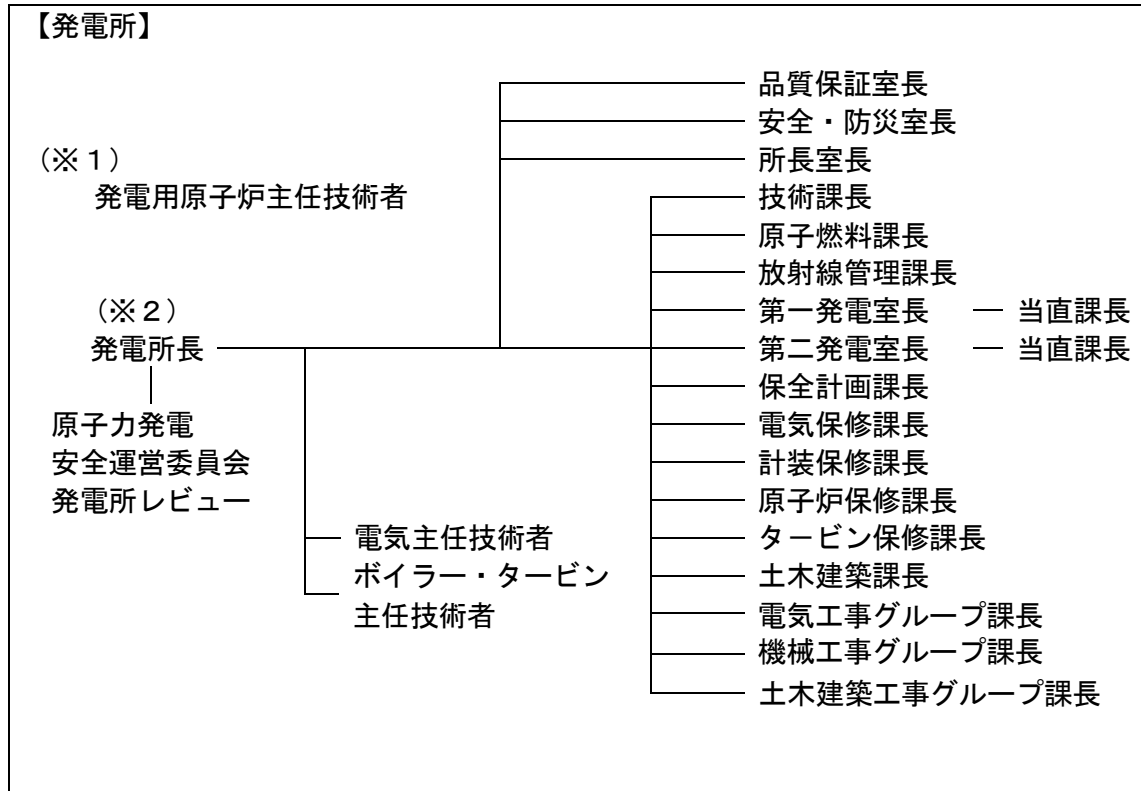 【発電所】
品質保証室長
安全・防災室長
(※1)
所長室長
発電用原子炉主任技術者
技術課長
原子燃料課長
放射線管理課長
(※2)
第一発電室長 ― 当直課長
発電所長
第二発電室長 ― 当直課長
保全計画課長
原子力発電
安全運営委員会
発電所レビュー
電気保修課長
計装保修課長
原子炉保修課長
電気主任技術者
タービン保修課長
ボイラー・タービン
主任技術者
土木建築課長
電気工事グループ課長
機械工事グループ課長
土木建築工事グループ課長